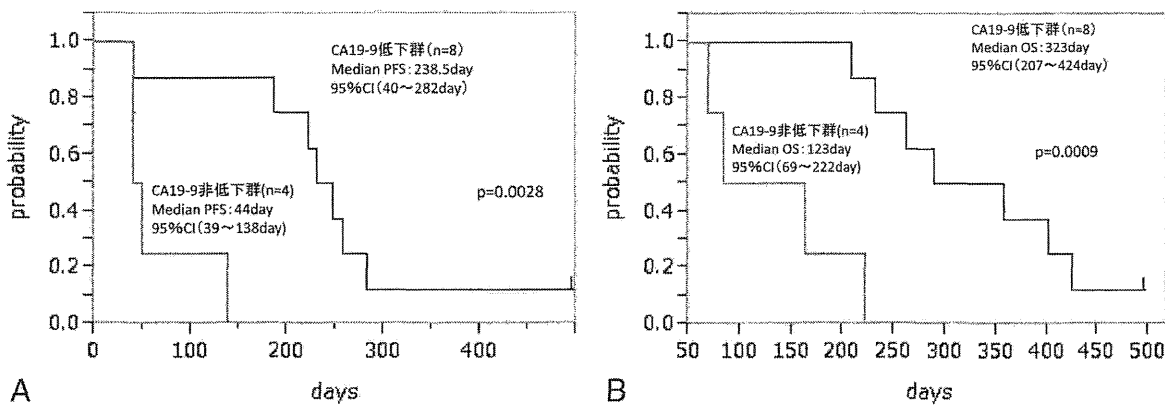 1.0
0.8
0.6
0.4
0.2
0.0
probability
CA19-9低下群(n=8)
Median PFS:238.5day
95%CI(40～282day)
CA19-9非低下群(n=4)
Median PFS:44day
95%CI(39～138day)
p=0.0028
0 100 200 300 400
days
A
1.0
0.8
0.6
0.4
0.2
0.0
probability
CA19-9低下群(n=8)
Median OS:323day
95%CI(207～424day)
CA19-9非低下群(n=4)
Median OS:123day
95%CI(69～222day)
p=0.0009
50 100 150 200 250 300 350 400 450 500
days
B